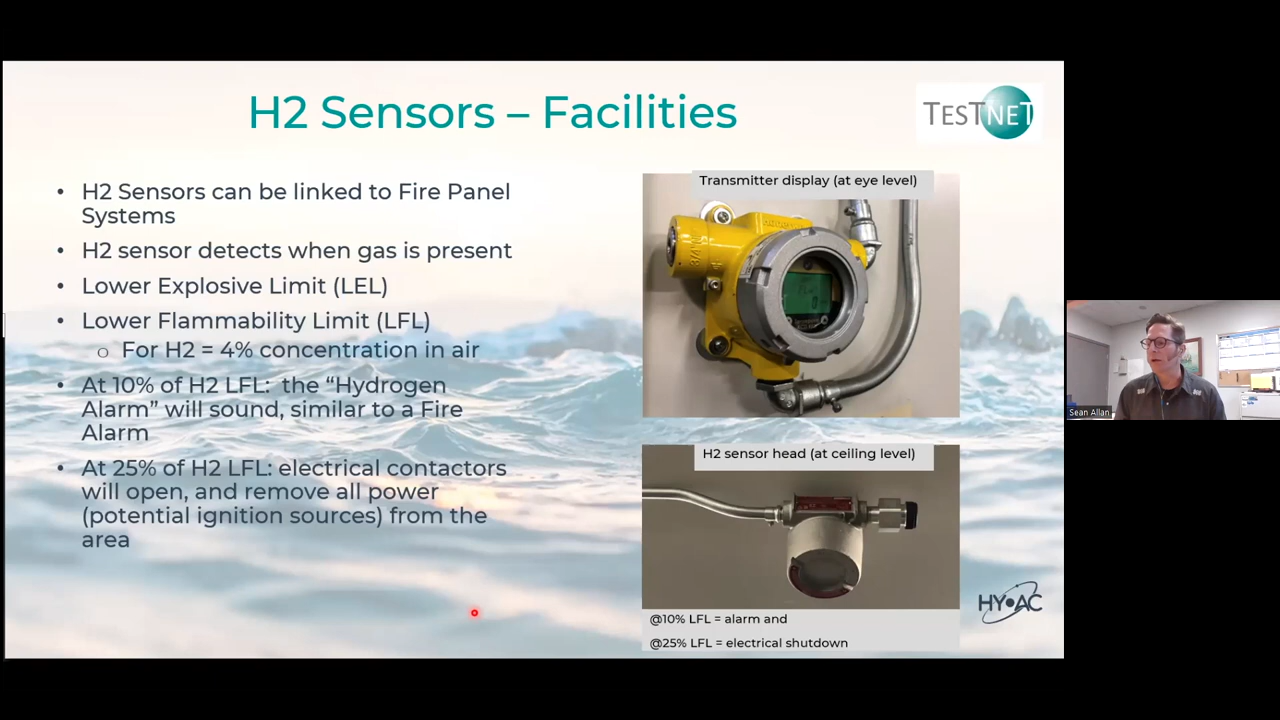 H2 Sensors – Facilities
TESTNET
• H2 Sensors can be linked to Fire Panel
Systems
• H2 sensor detects when gas is present
• Lower Explosive Limit (LEL)
• Lower Flammability Limit (LFL)
o For H2 = 4% concentration in air
• At 10% of H2 LFL: the “Hydrogen
Alarm” will sound, similar to a Fire
Alarm
• At 25% of H2 LFL: electrical contactors
will open, and remove all power
(potential ignition sources) from the
area
Transmitter display (at eye level)
3/4
0
H2 sensor head (at ceiling level)
@10% LFL = alarm and
@25% LFL = electrical shutdown
HY•AC
Sean Allan